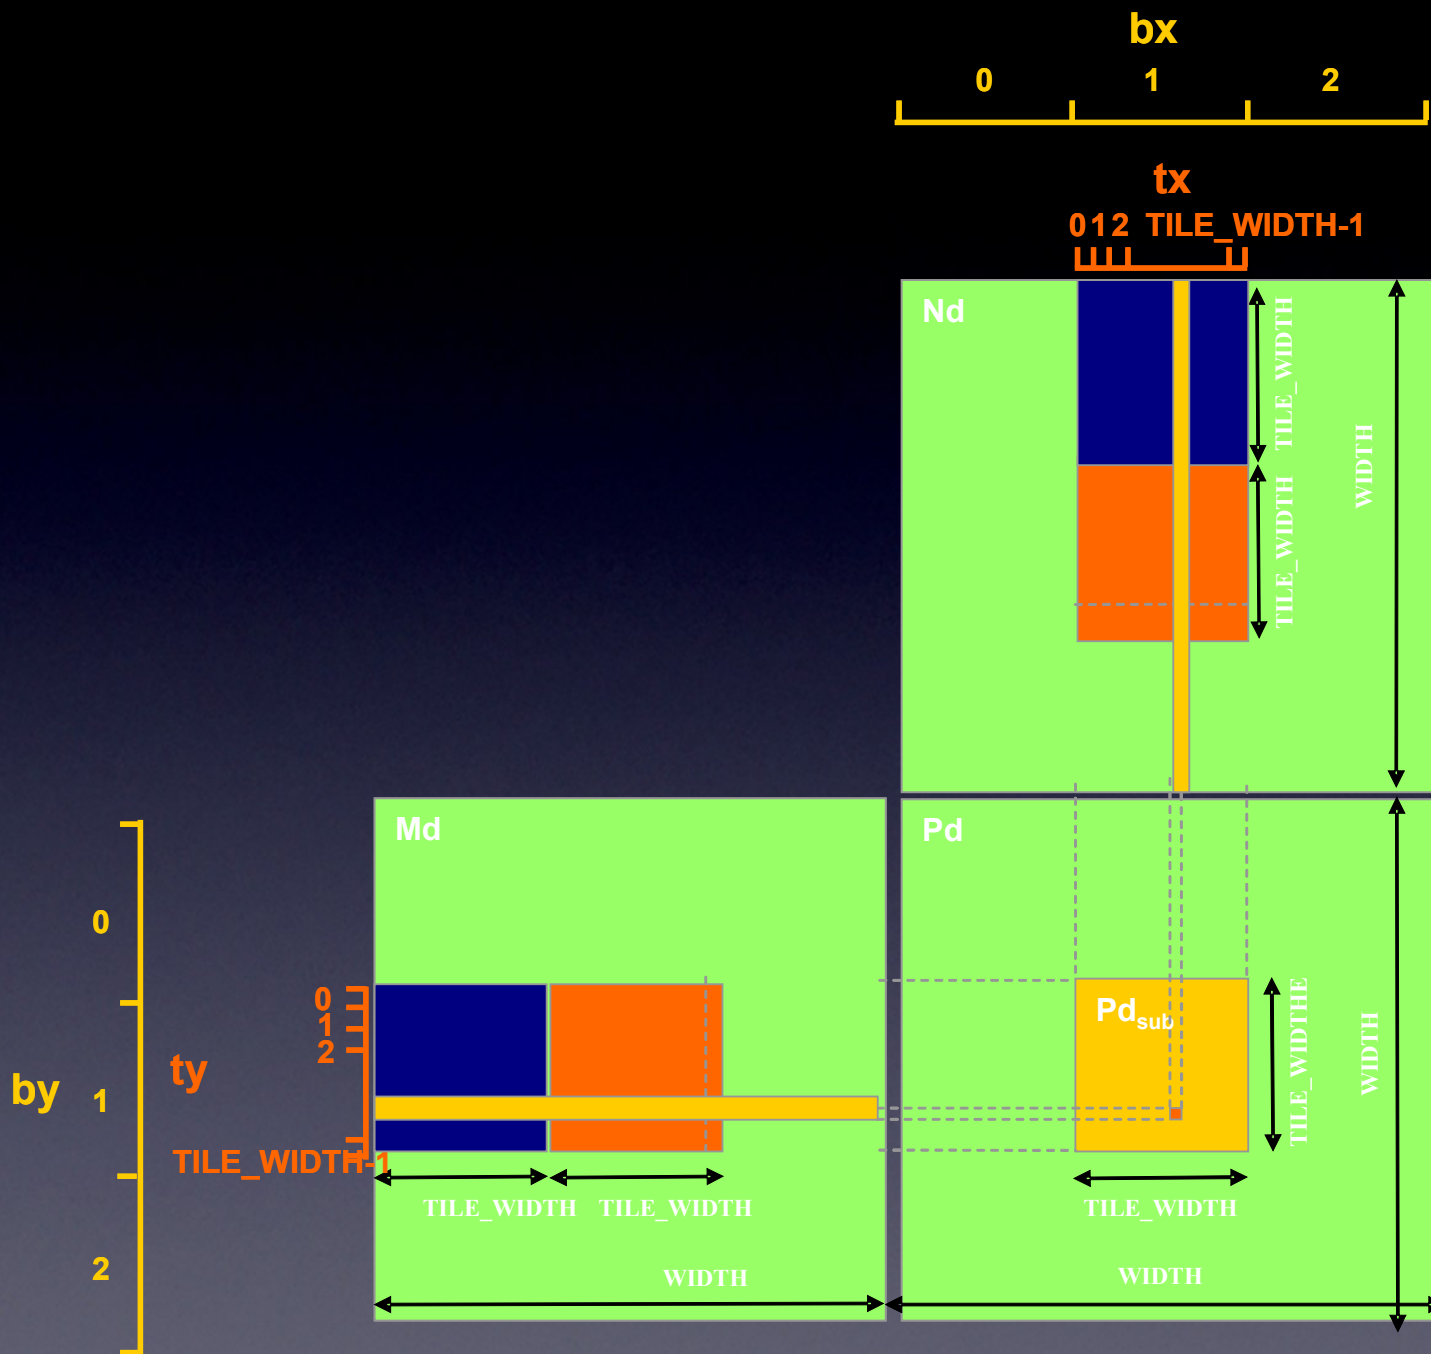 bx
0 1 2
tx
0 1 2 TILE_WIDTH-1
Nd
TILE_WIDTH
WIDTH
TILE_WIDTH
Md
Pd
0
0
1
2
ty
by
1
TILE_WIDTH-1
2
Pdsub
TILE_WIDTHE
WIDTH
TILE_WIDTH TILE_WIDTH
TILE_WIDTH
WIDTH
WIDTH